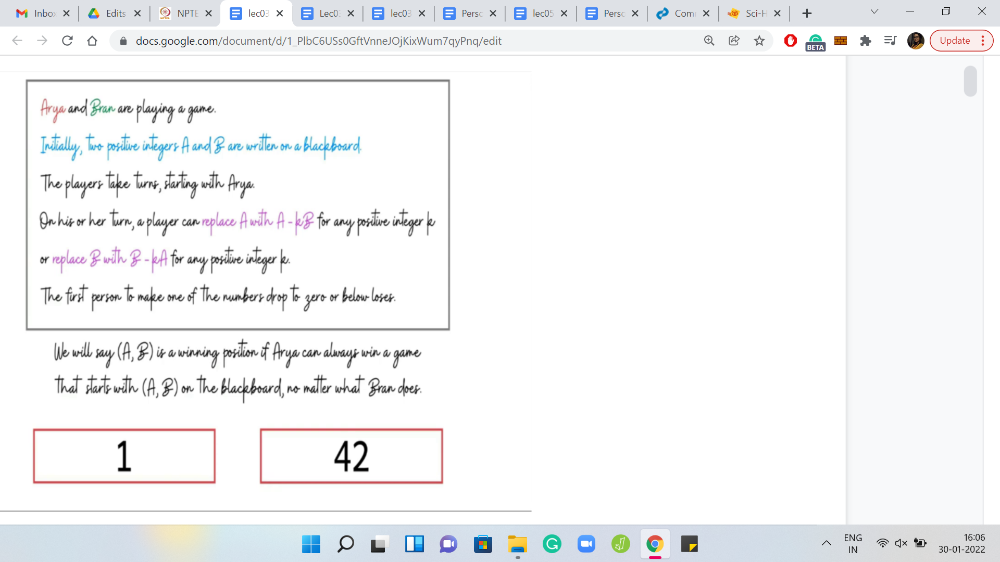 Inbox
Edits
NPTE
lec03
Lec03
lec03
Perso
lec05
Perso
Com
Sci-H
docs.google.com/document/d/1_PlbC6USs0GftVnneJOjKixWum7qyPnq/edit
BETA
Update
Arya and Bran are playing a game.
Initially, two positive integers A and B are written on a blackboard.
The players take turns, starting with Arya.
On his or her turn, a player can replace A with A - kB for any positive integer k
or replace B with B - kA for any positive integer k.
The first person to make one of the numbers drop to zero or below loses.
We will say (A, B) is a winning position if Arya can always win a game
that starts with (A, B) on the blackboard, no matter what Bran does.
1 42
ENG
IN
16:06
30-01-2022